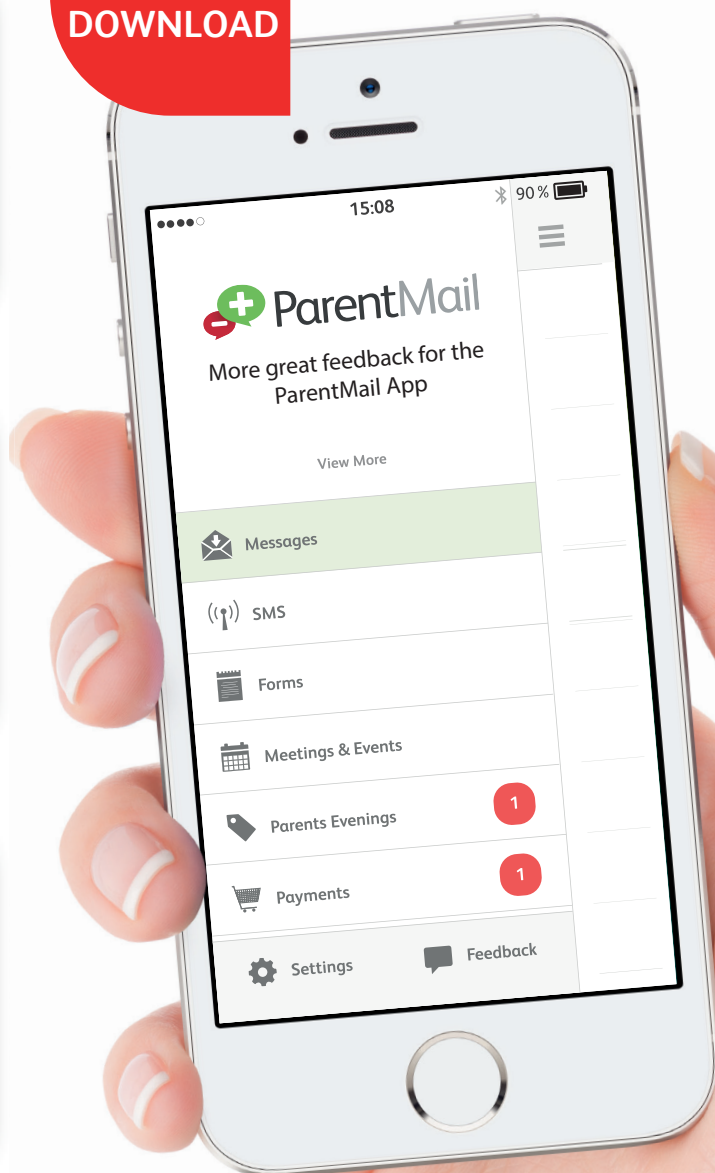 DOWNLOAD
15:08
90%
ParentMail
More great feedback for the
ParentMail App
View More
Messages
SMS
Forms
Meetings & Events
Parents Evenings 1
Payments 1
Settings Feedback